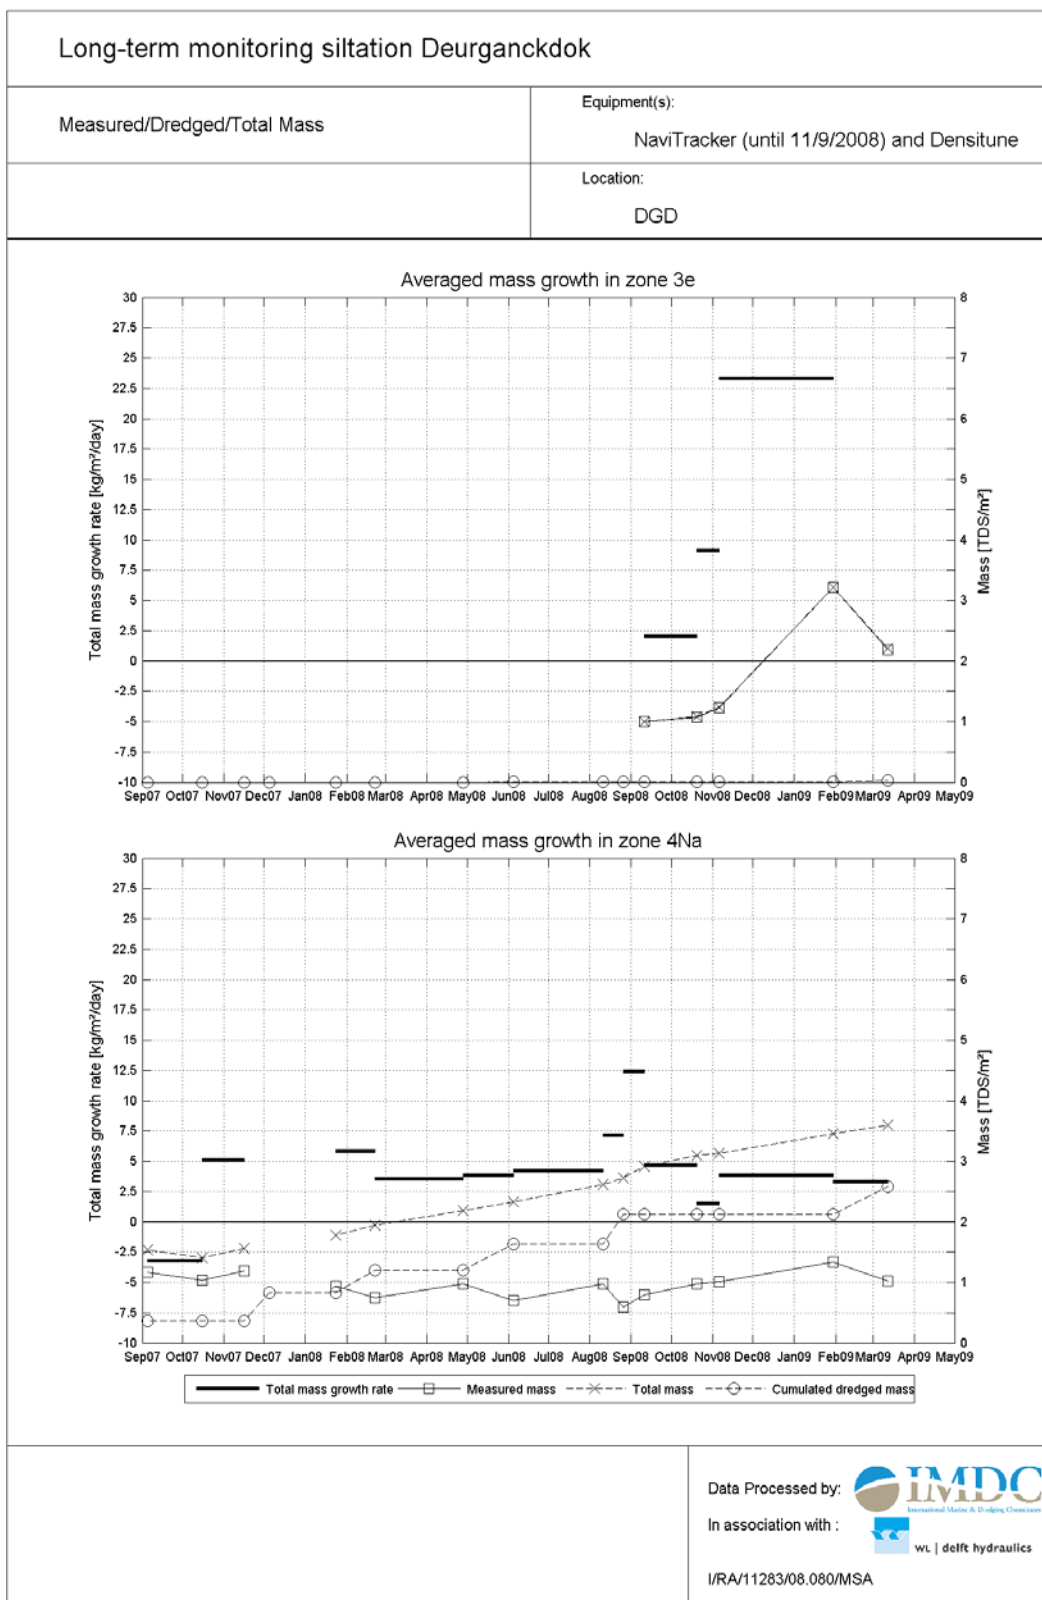 Long-term monitoring siltation Deurganckdok
Measured/Dredged/Total Mass
Equipment(s):
NaviTracker (until 11/9/2008) and Densitune
Location:
DGD
Averaged mass growth in zone 3e
30
27.5
25
22.5
20
17.5
15
12.5
10
7.5
5
2.5
0
-2.5
-5
-7.5
-10
Total mass growth rate [kg/m²/day]
8
7
6
5
4
3
2
1
0
Mass [TDS/m²]
Sep07 Oct07 Nov07 Dec07 Jan08 Feb08 Mar08 Apr08 May08 Jun08 Jul08 Aug08 Sep08 Oct08 Nov08 Dec08 Jan09 Feb09 Mar09 Apr09 May09
Averaged mass growth in zone 4Na
30
27.5
25
22.5
20
17.5
15
12.5
10
7.5
5
2.5
0
-2.5
-5
-7.5
-10
Total mass growth rate [kg/m²/day]
8
7
6
5
4
3
2
1
0
Mass [TDS/m²]
Sep07 Oct07 Nov07 Dec07 Jan08 Feb08 Mar08 Apr08 May08 Jun08 Jul08 Aug08 Sep08 Oct08 Nov08 Dec08 Jan09 Feb09 Mar09 Apr09 May09
Total mass growth rate Measured mass Total mass Cumulated dredged mass
Data Processed by:
IMDC
International Marine & Dredging Consultants
In association with :
WL | delft hydraulics
I/RA/11283/08.080/MSA